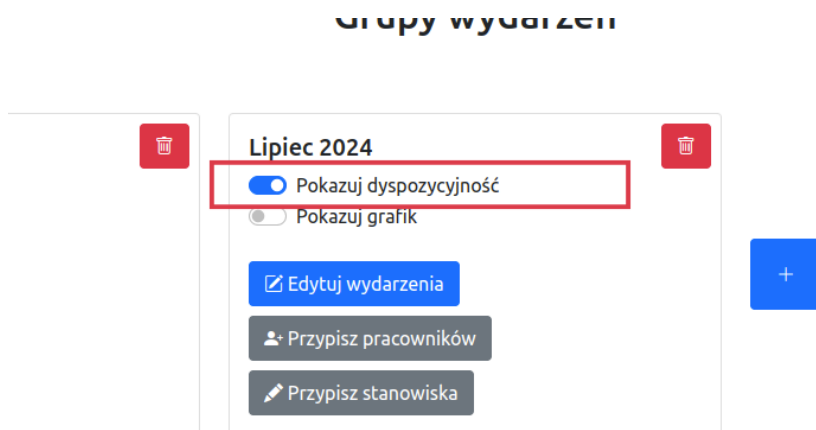 Grupy wydarzeń
Lipiec 2024
Pokazuj dyspozycyjność
Pokazuj grafik
Edytuj wydarzenia
Przypisz pracowników
Przypisz stanowiska
+